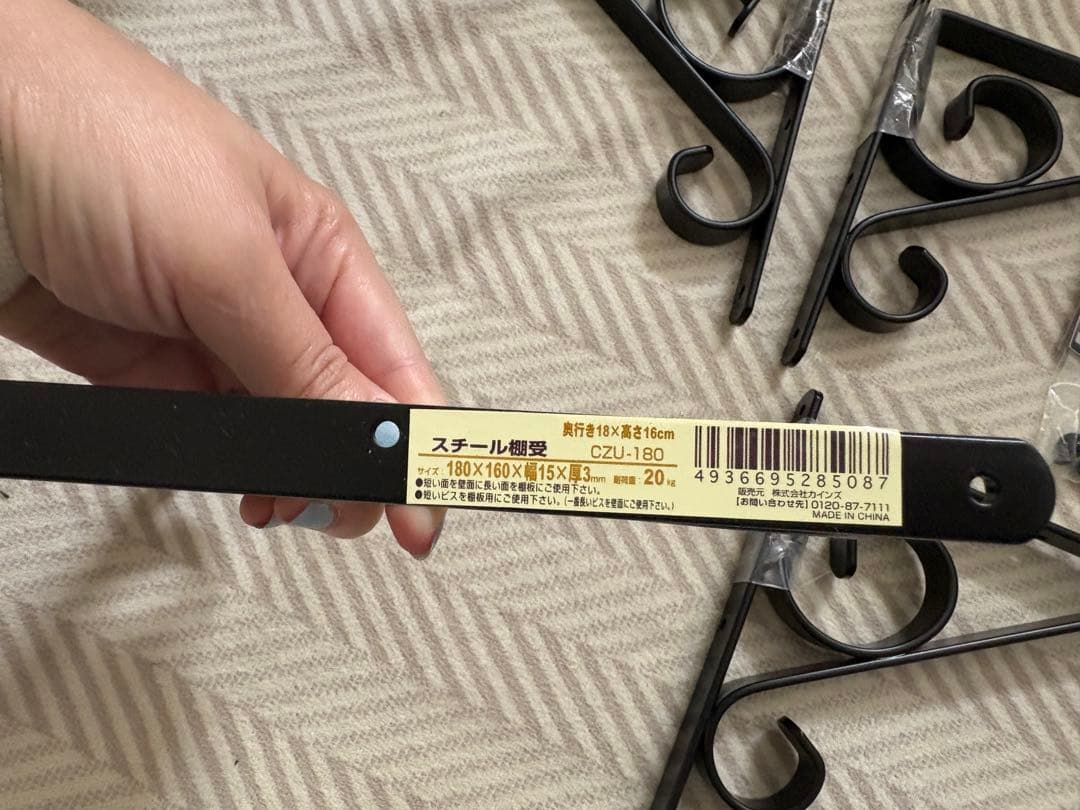 奥行き18×高さ16cm
スチール棚受 CZU-180
サイズ:180×160×幅15×厚3mm 耐荷重:20kg
●短い面を壁面に長い面を棚板にご使用下さい。
●短いビスを棚板用にご使用下さい。(一番長いビスを壁面にご使用下さい。)
4936695285087
販売元 株式会社カインズ
【お問い合わせ先】0120-87-7111
MADE IN CHINA